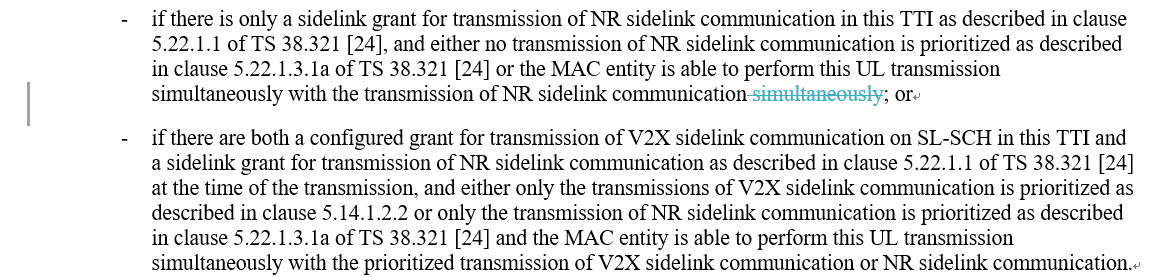 - if there is only a sidelink grant for transmission of NR sidelink communication in this TTI as described in clause
5.22.1.1 of TS 38.321 [24], and either no transmission of NR sidelink communication is prioritized as described
in clause 5.22.1.3.1a of TS 38.321 [24] or the MAC entity is able to perform this UL transmission
simultaneously with the transmission of NR sidelink communication simultaneously; or
- if there are both a configured grant for transmission of V2X sidelink communication on SL-SCH in this TTI and
a sidelink grant for transmission of NR sidelink communication as described in clause 5.22.1.1 of TS 38.321 [24]
at the time of the transmission, and either only the transmissions of V2X sidelink communication is prioritized as
described in clause 5.14.1.2.2 or only the transmission of NR sidelink communication is prioritized as described
in clause 5.22.1.3.1a of TS 38.321 [24] and the MAC entity is able to perform this UL transmission
simultaneously with the prioritized transmission of V2X sidelink communication or NR sidelink communication.